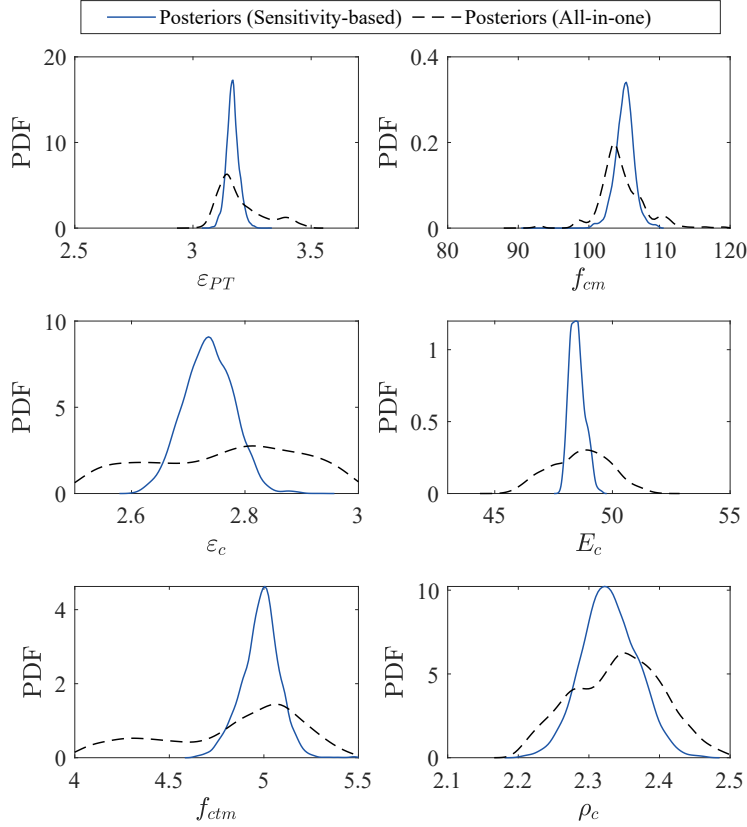 Posteriors (Sensitivity-based) Posteriors (All-in-one)
20
10
0
PDF
2.5 3 3.5
ε_PT
0.4
0.2
0
PDF
80 90 100 110 120
f_cm
10
5
0
PDF
2.6 2.8 3
ε_c
1
0.5
0
PDF
45 50 55
E_c
4
2
0
PDF
4 4.5 5 5.5
f_ctm
10
5
0
PDF
2.1 2.2 2.3 2.4 2.5
ρ_c